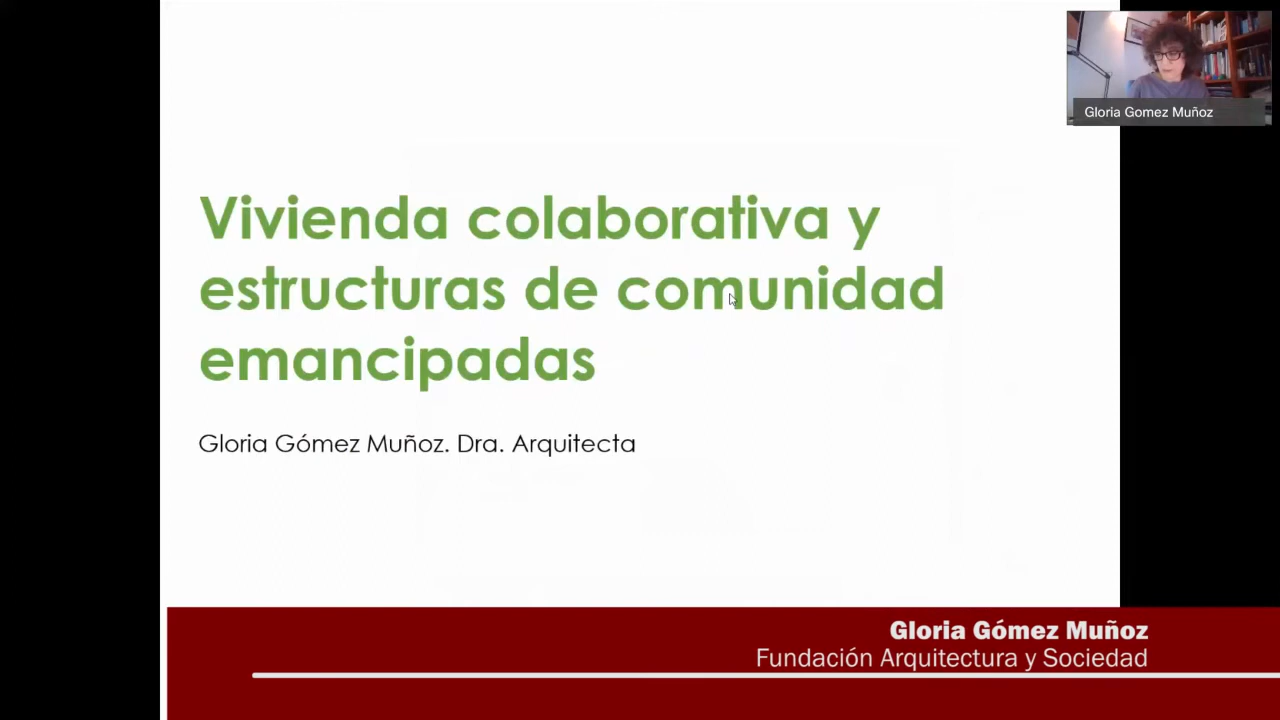 Gloria Gomez Muñoz
Vivienda colaborativa y
estructuras de comunidad
emancipadas
Gloria Gómez Muñoz. Dra. Arquitecta
Gloria Gómez Muñoz
Fundación Arquitectura y Sociedad